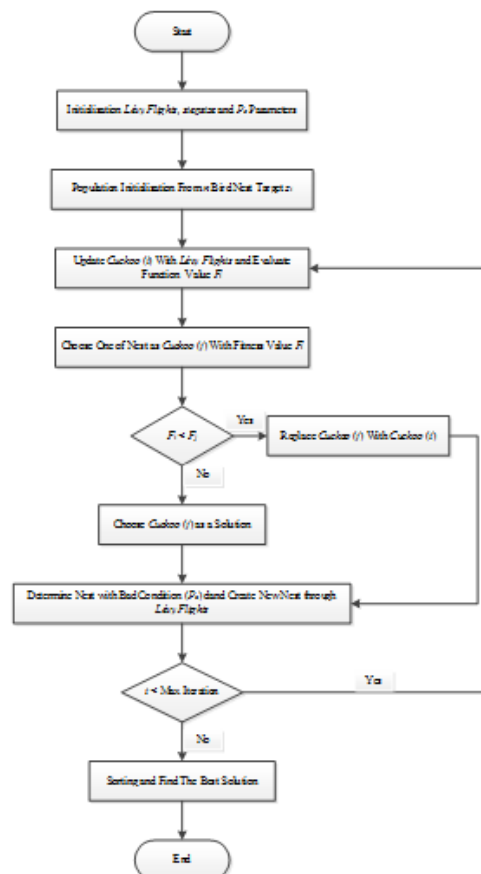 Start
Initialization Lévy Flights, stepsize and Pa Parameters
Population Initialization From n Bird Nest Target xi
Update Cuckoo (i) With Lévy Flights and Evaluate
Function Value Fi
Choose One of Nest as Cuckoo (j) With Fitness Value Fj
Fi < Fj
Yes
Replace Cuckoo (j) With Cuckoo (i)
No
Choose Cuckoo (j) as a Solution
Determine Nest with Bad Condition (Pa) dand Create New Nest through
Lévy Flights
t < Max Iteration
Yes
No
Sorting and Find The Best Solution
End